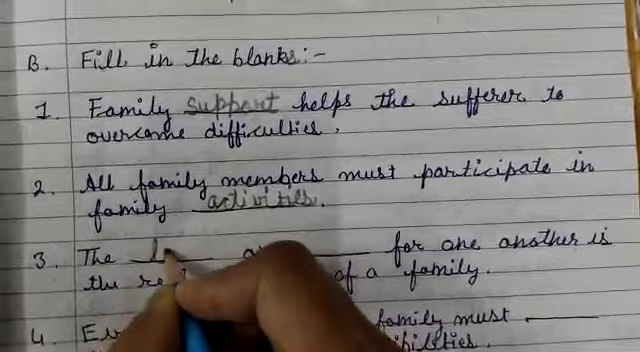 B. Fill in the blanks:-
1. Family support helps the sufferer to
overcome difficulties.
2. All family members must participate in
family activities.
3. The lo for one another is
the of a family.
4. family must